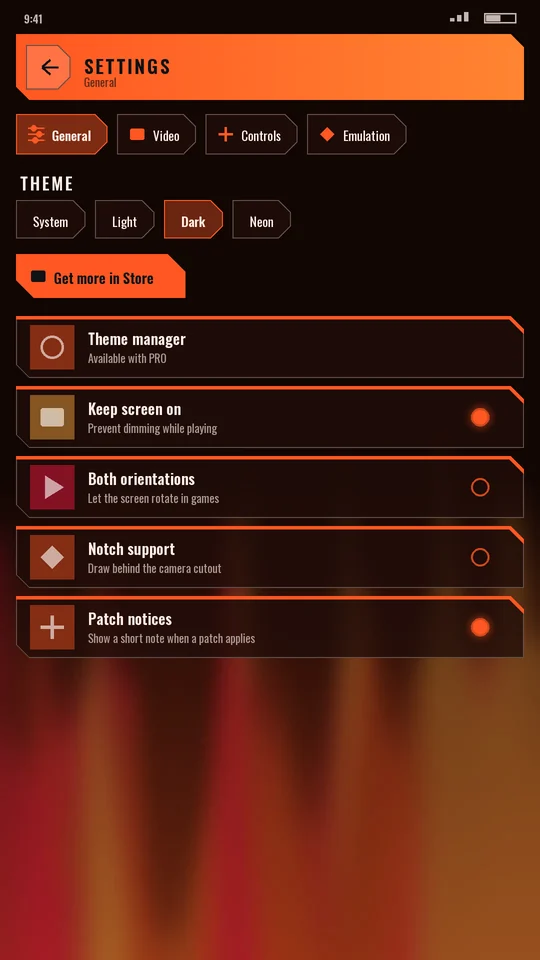 9:41
SETTINGS
General
General
Video
Controls
Emulation
THEME
System
Light
Dark
Neon
Get more in Store
Theme manager
Available with PRO
Keep screen on
Prevent dimming while playing
Both orientations
Let the screen rotate in games
Notch support
Draw behind the camera cutout
Patch notices
Show a short note when a patch applies